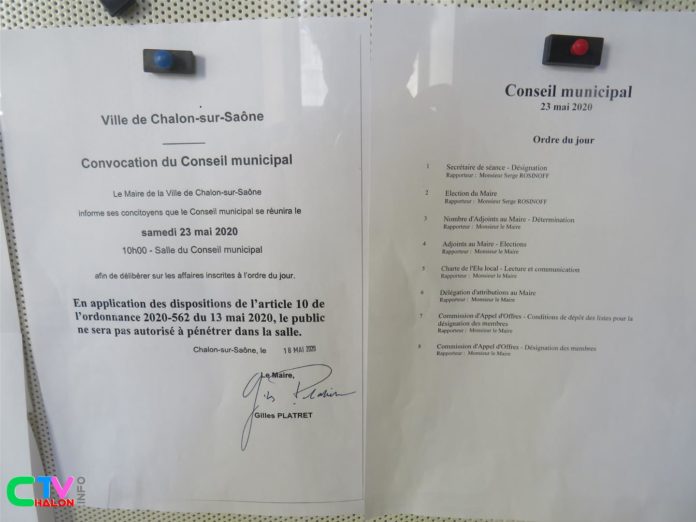 Ville de Chalon-sur-Saône
Convocation du Conseil municipal
Le Maire de la Ville de Chalon-sur-Saône
informe ses concitoyens que le Conseil municipal se réunira le
samedi 23 mai 2020
10h00 - Salle du Conseil municipal
afin de délibérer sur les affaires inscrites à l'ordre du jour.
En application des dispositions de l'article 10 de
l'ordonnance 2020-562 du 13 mai 2020, le public
ne sera pas autorisé à pénétrer dans la salle.
Chalon-sur-Saône, le 18 MAI 2020
Le Maire,
Gilles PLATRET
Conseil municipal
23 mai 2020
Ordre du jour
1 Secrétaire de séance - Désignation
Rapporteur : Monsieur Serge ROSINOFF
2 Election du Maire
Rapporteur : Monsieur Serge ROSINOFF
3 Nombre d'Adjoints au Maire - Détermination
Rapporteur : Monsieur le Maire
4 Adjoints au Maire - Elections
Rapporteur : Monsieur le Maire
5 Charte de l'Elu local - Lecture et communication
Rapporteur : Monsieur le Maire
6 Délégation d'attributions au Maire
Rapporteur : Monsieur le Maire
7 Commission d'Appel d'Offres - Conditions de dépôt des listes pour la
désignation des membres
Rapporteur : Monsieur le Maire
8 Commission d'Appel d'Offres - Désignation des membres
Rapporteur : Monsieur le Maire
CTV
CHALON
INFO